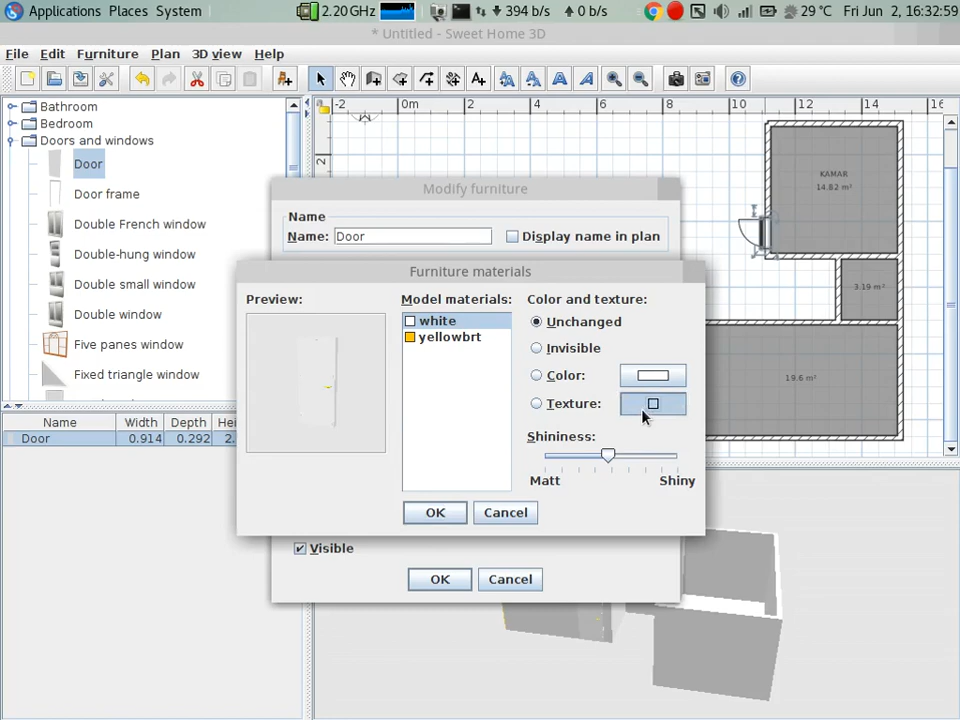 Applications Places System 2.20 GHz 394 b/s 0 b/s 29 °C Fri Jun 2, 16:32:59
* Untitled - Sweet Home 3D
File Edit Furniture Plan 3D view Help
Bathroom
Bedroom
Doors and windows
Door
Door frame
Double French window
Double-hung window
Double small window
Double window
Five panes window
Fixed triangle window
-2 0m 2 4 6 8 10 12 14 16
2
KAMAR
14.82 m²
3.19 m²
19.6 m²
Name Width Depth Hei
Door 0.914 0.292 2.
Modify furniture
Name
Name: Door Display name in plan
Furniture materials
Preview: Model materials: Color and texture:
white
yellowbrt
Unchanged
Invisible
Color:
Texture:
Shininess:
Matt Shiny
OK Cancel
Visible
OK Cancel